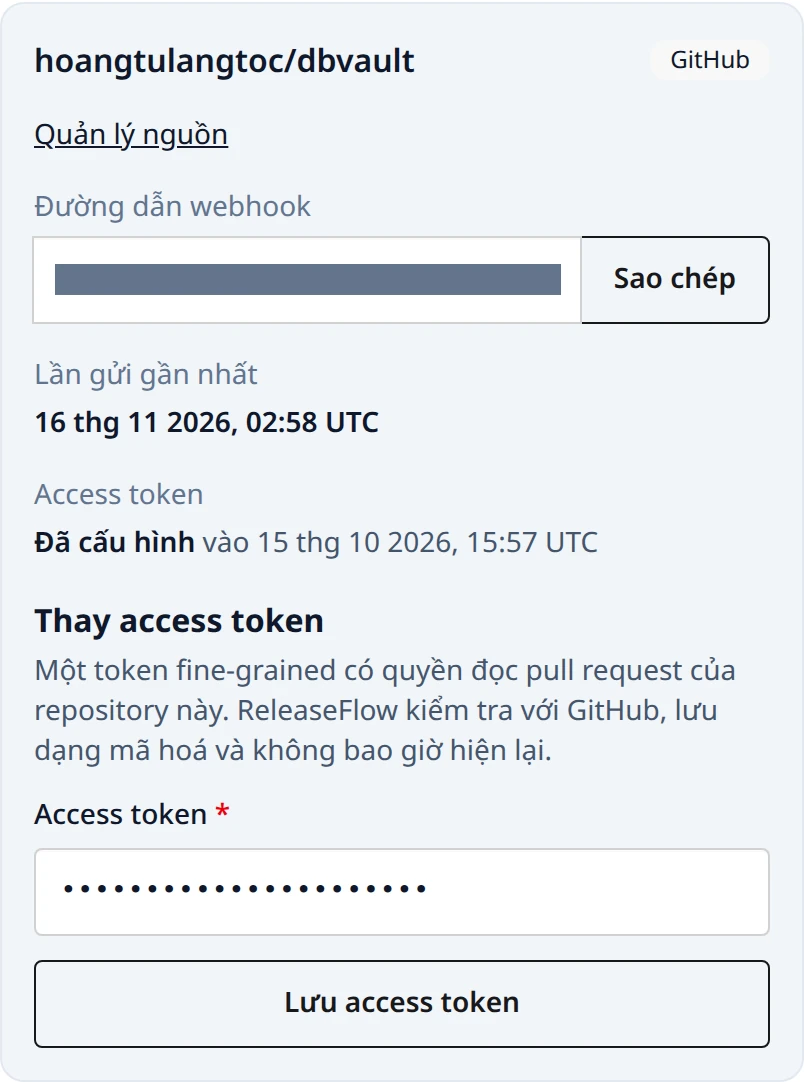 hoangtulangtoc/dbvault
GitHub
Quản lý nguồn
Đường dẫn webhook
Sao chép
Lần gửi gần nhất
16 thg 11 2026, 02:58 UTC
Access token
Đã cấu hình vào 15 thg 10 2026, 15:57 UTC
Thay access token
Một token fine-grained có quyền đọc pull request của
repository này. ReleaseFlow kiểm tra với GitHub, lưu
dạng mã hoá và không bao giờ hiện lại.
Access token *
••••••••••••••••••••••
Lưu access token